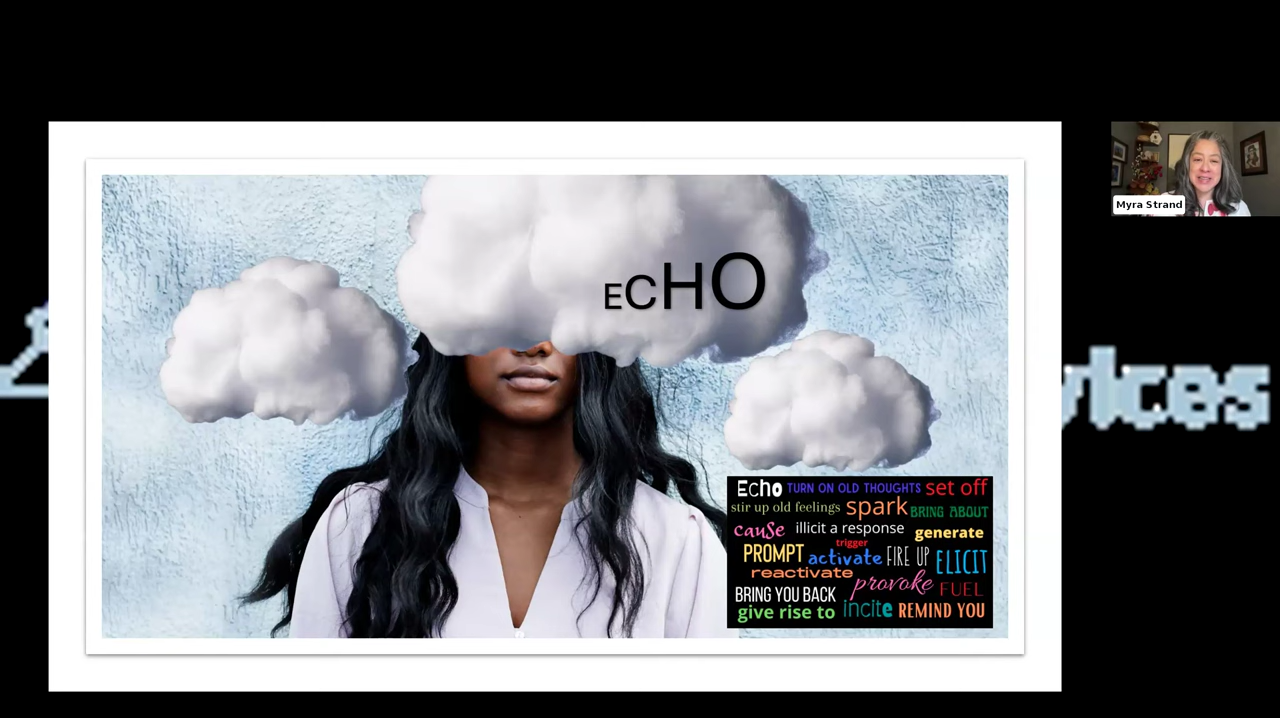 ECHO
Myra Strand
vices
Echo TURN ON OLD THOUGHTS set off
stir up old feelings spark BRING ABOUT
cause illicit a response generate
trigger
PROMPT activate FIRE UP ELICIT
reactivate provoke FUEL
BRING YOU BACK
give rise to incite REMIND YOU